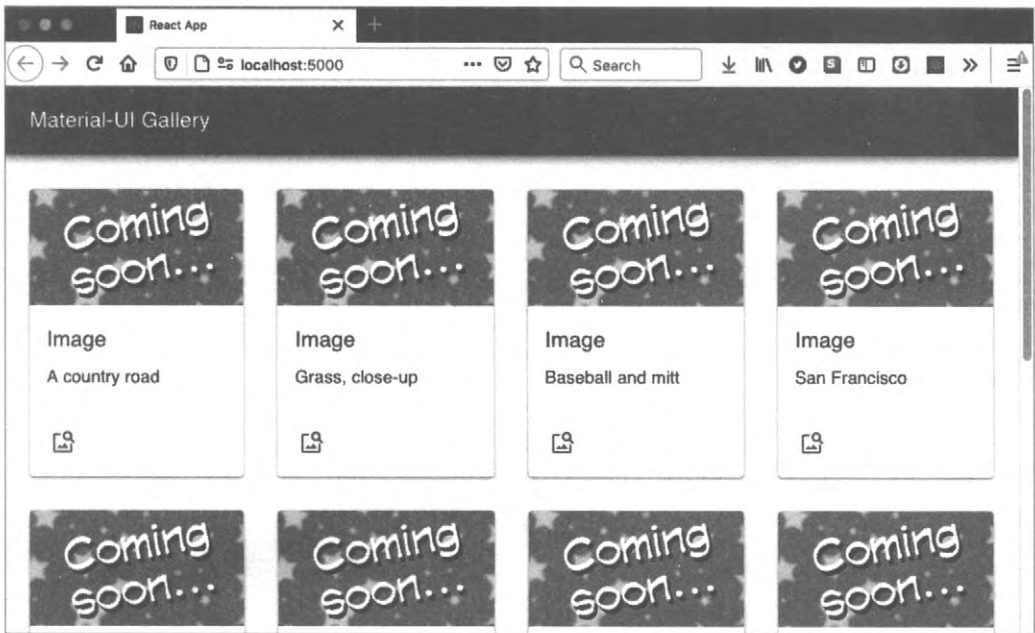 React App
localhost:5000
Search
Material-UI Gallery
Coming soon...
Coming soon...
Coming soon...
Coming soon...
Image
Image
Image
Image
A country road
Grass, close-up
Baseball and mitt
San Francisco
Coming soon...
Coming soon...
Coming soon...
Coming soon...